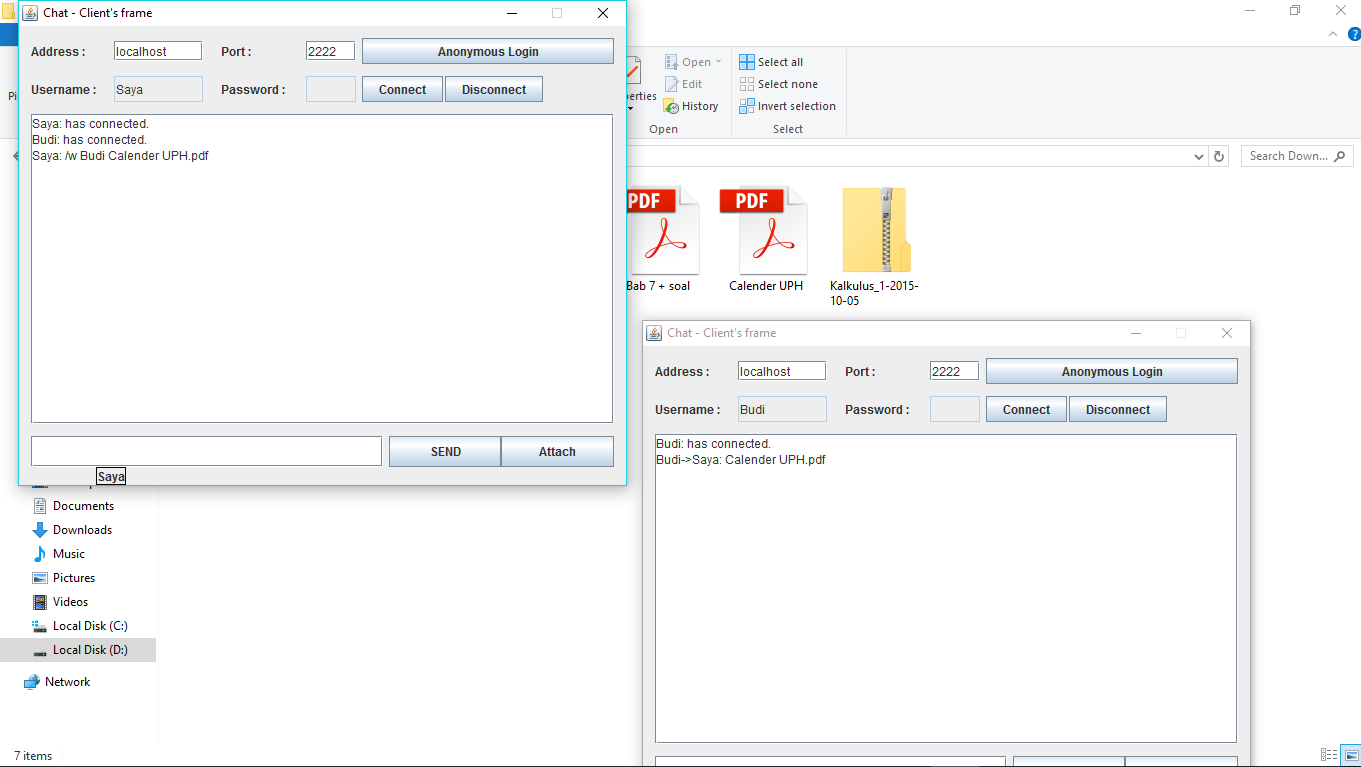 Chat - Client's frame
Address :
localhost
Port :
2222
Anonymous Login
Username :
Saya
Password :
Connect
Disconnect
Saya: has connected.
Budi: has connected.
Saya: /w Budi Calender UPH.pdf
SEND
Attach
Saya
Open
Edit
History
Open
Select all
Select none
Invert selection
Select
Search Down...
PDF
PDF
Bab 7 + soal
Calender UPH
Kalkulus_1-2015-
10-05
Chat - Client's frame
Address :
localhost
Port :
2222
Anonymous Login
Username :
Budi
Password :
Connect
Disconnect
Budi: has connected.
Budi->Saya: Calender UPH.pdf
Documents
Downloads
Music
Pictures
Videos
Local Disk (C:)
Local Disk (D:)
Network
7 items